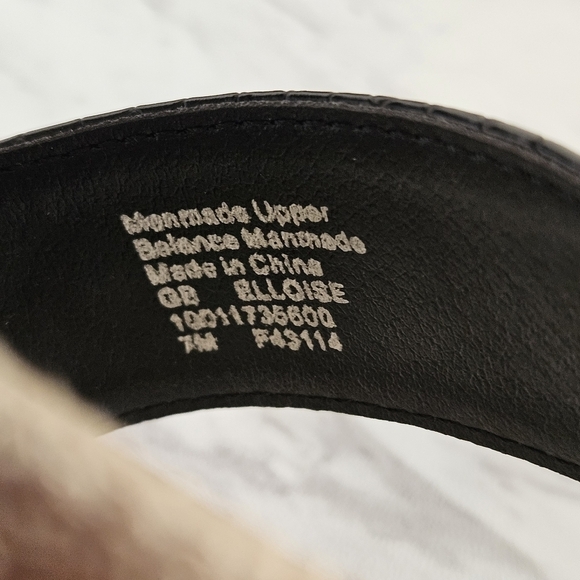 Manmade Upper
Balance Manmade
Made in China
GB ELLOISE
10011736600
7M F43114